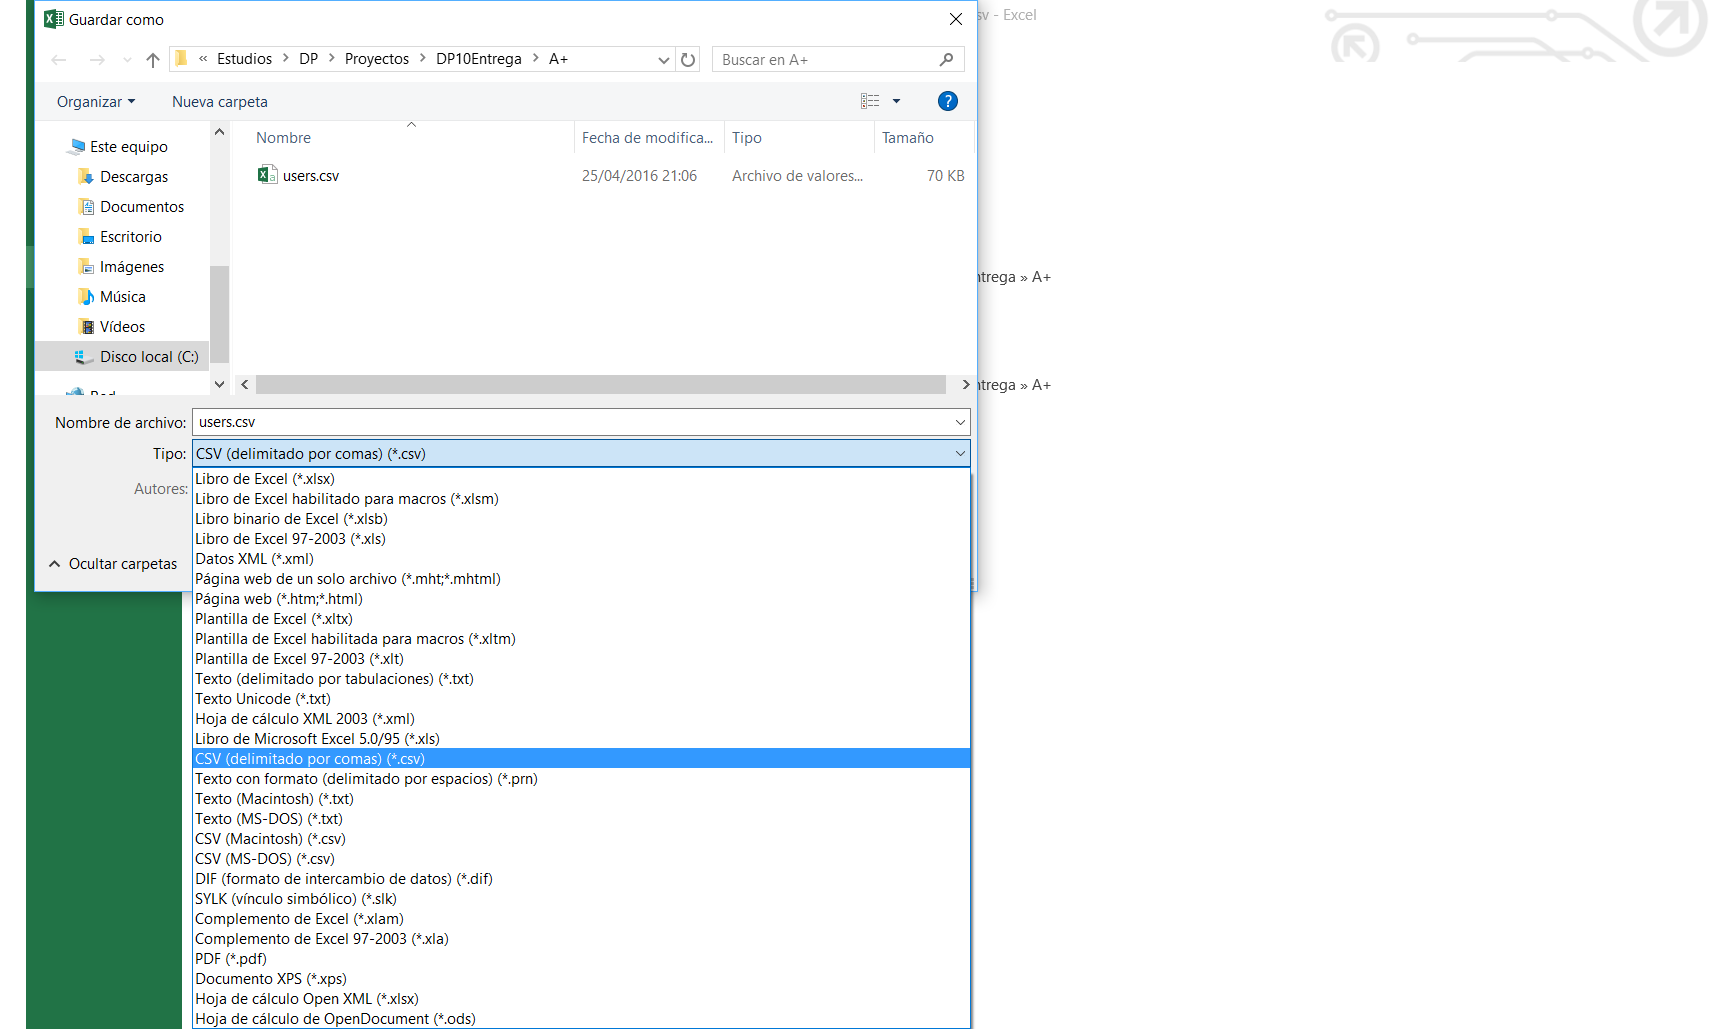 Guardar como
sv - Excel
« Estudios > DP > Proyectos > DP10Entrega > A+
Buscar en A+
Organizar
Nueva carpeta
?
Nombre
Fecha de modifica...
Tipo
Tamaño
users.csv
25/04/2016 21:06
Archivo de valores...
70 KB
Este equipo
Descargas
Documentos
Escritorio
Imágenes
Música
Vídeos
Disco local (C:)
Red
ntrega » A+
ntrega » A+
Nombre de archivo: users.csv
Tipo: CSV (delimitado por comas) (*.csv)
Autores:
Ocultar carpetas
Libro de Excel (*.xlsx)
Libro de Excel habilitado para macros (*.xlsm)
Libro binario de Excel (*.xlsb)
Libro de Excel 97-2003 (*.xls)
Datos XML (*.xml)
Página web de un solo archivo (*.mht;*.mhtml)
Página web (*.htm;*.html)
Plantilla de Excel (*.xltx)
Plantilla de Excel habilitada para macros (*.xltm)
Plantilla de Excel 97-2003 (*.xlt)
Texto (delimitado por tabulaciones) (*.txt)
Texto Unicode (*.txt)
Hoja de cálculo XML 2003 (*.xml)
Libro de Microsoft Excel 5.0/95 (*.xls)
CSV (delimitado por comas) (*.csv)
Texto con formato (delimitado por espacios) (*.prn)
Texto (Macintosh) (*.txt)
Texto (MS-DOS) (*.txt)
CSV (Macintosh) (*.csv)
CSV (MS-DOS) (*.csv)
DIF (formato de intercambio de datos) (*.dif)
SYLK (vínculo simbólico) (*.slk)
Complemento de Excel (*.xlam)
Complemento de Excel 97-2003 (*.xla)
PDF (*.pdf)
Documento XPS (*.xps)
Hoja de cálculo Open XML (*.xlsx)
Hoja de cálculo de OpenDocument (*.ods)